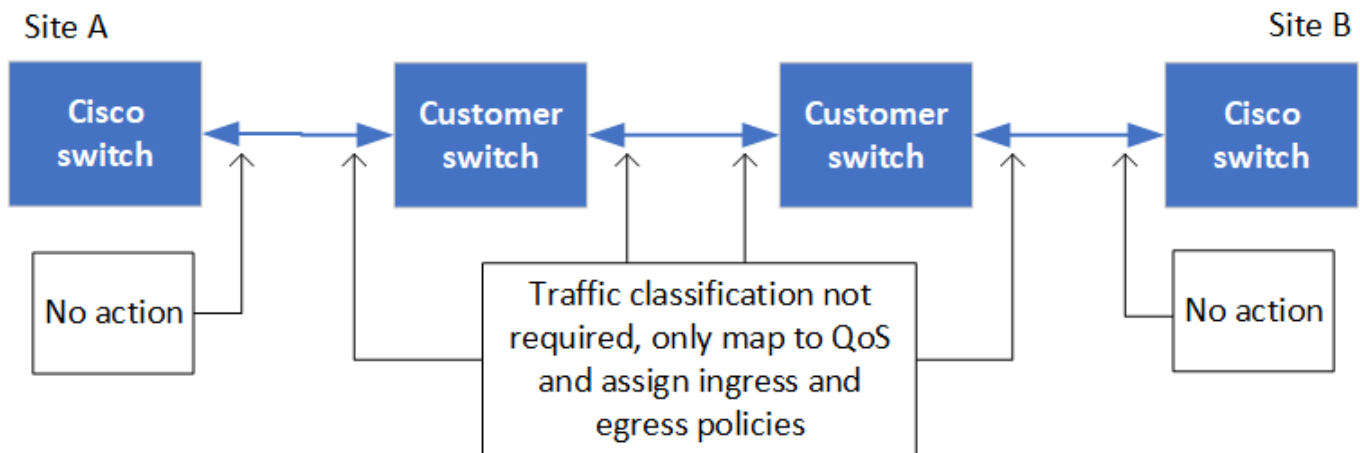 Site A
Site B
Cisco
switch
Customer
switch
Customer
switch
Cisco
switch
No action
Traffic classification not
required, only map to QoS
and assign ingress and
egress policies
No action